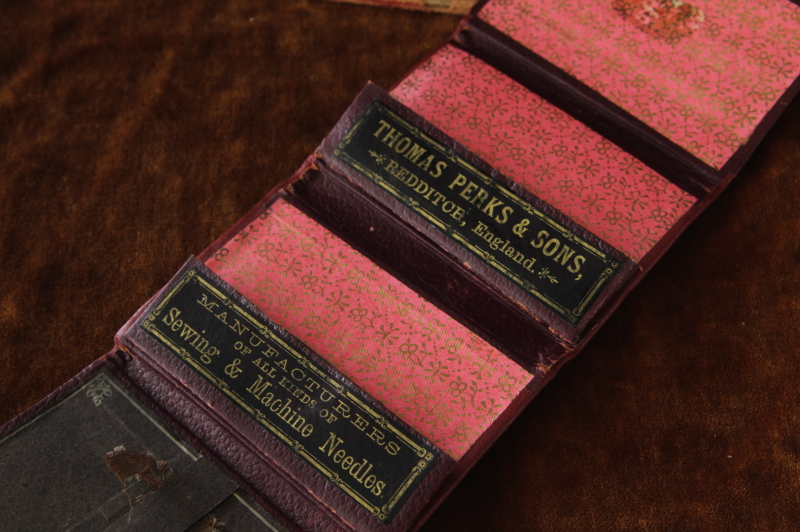 THOMAS PERKS & SONS,
REDDITCH, England.
MANUFACTURERS
OF ALL KINDS OF
Sewing & Machine Needles.